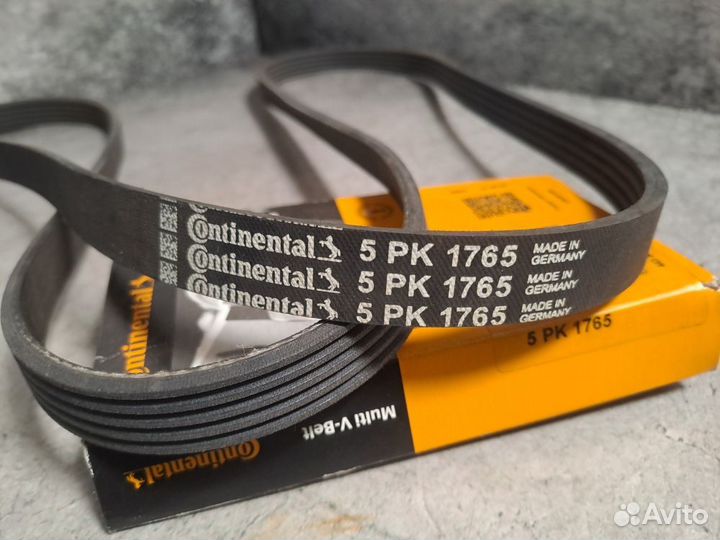 Continental 5 PK 1765 MADE IN GERMANY
Continental 5 PK 1765 MADE IN GERMANY
Continental 5 PK 1765 MADE IN GERMANY
5 PK 1765
Continental
Multi V-Belt
Continental
Avito